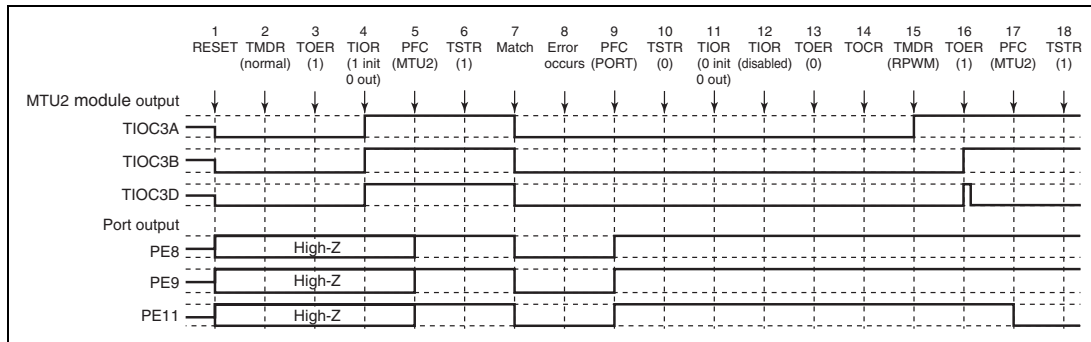 1 2 3 4 5 6 7 8 9 10 11 12 13 14 15 16 17 18
RESET TMDR TOER TIOR PFC TSTR Match Error PFC TSTR TIOR TIOR TOER TOCR TMDR TOER PFC TSTR
(normal) (1) (1 init (MTU2) (1) occurs (PORT) (0) (0 init (disabled) (0) (RPWM) (1) (MTU2) (1)
0 out) 0 out)
MTU2 module output
TIOC3A
TIOC3B
TIOC3D
Port output
PE8 High-Z
PE9 High-Z
PE11 High-Z